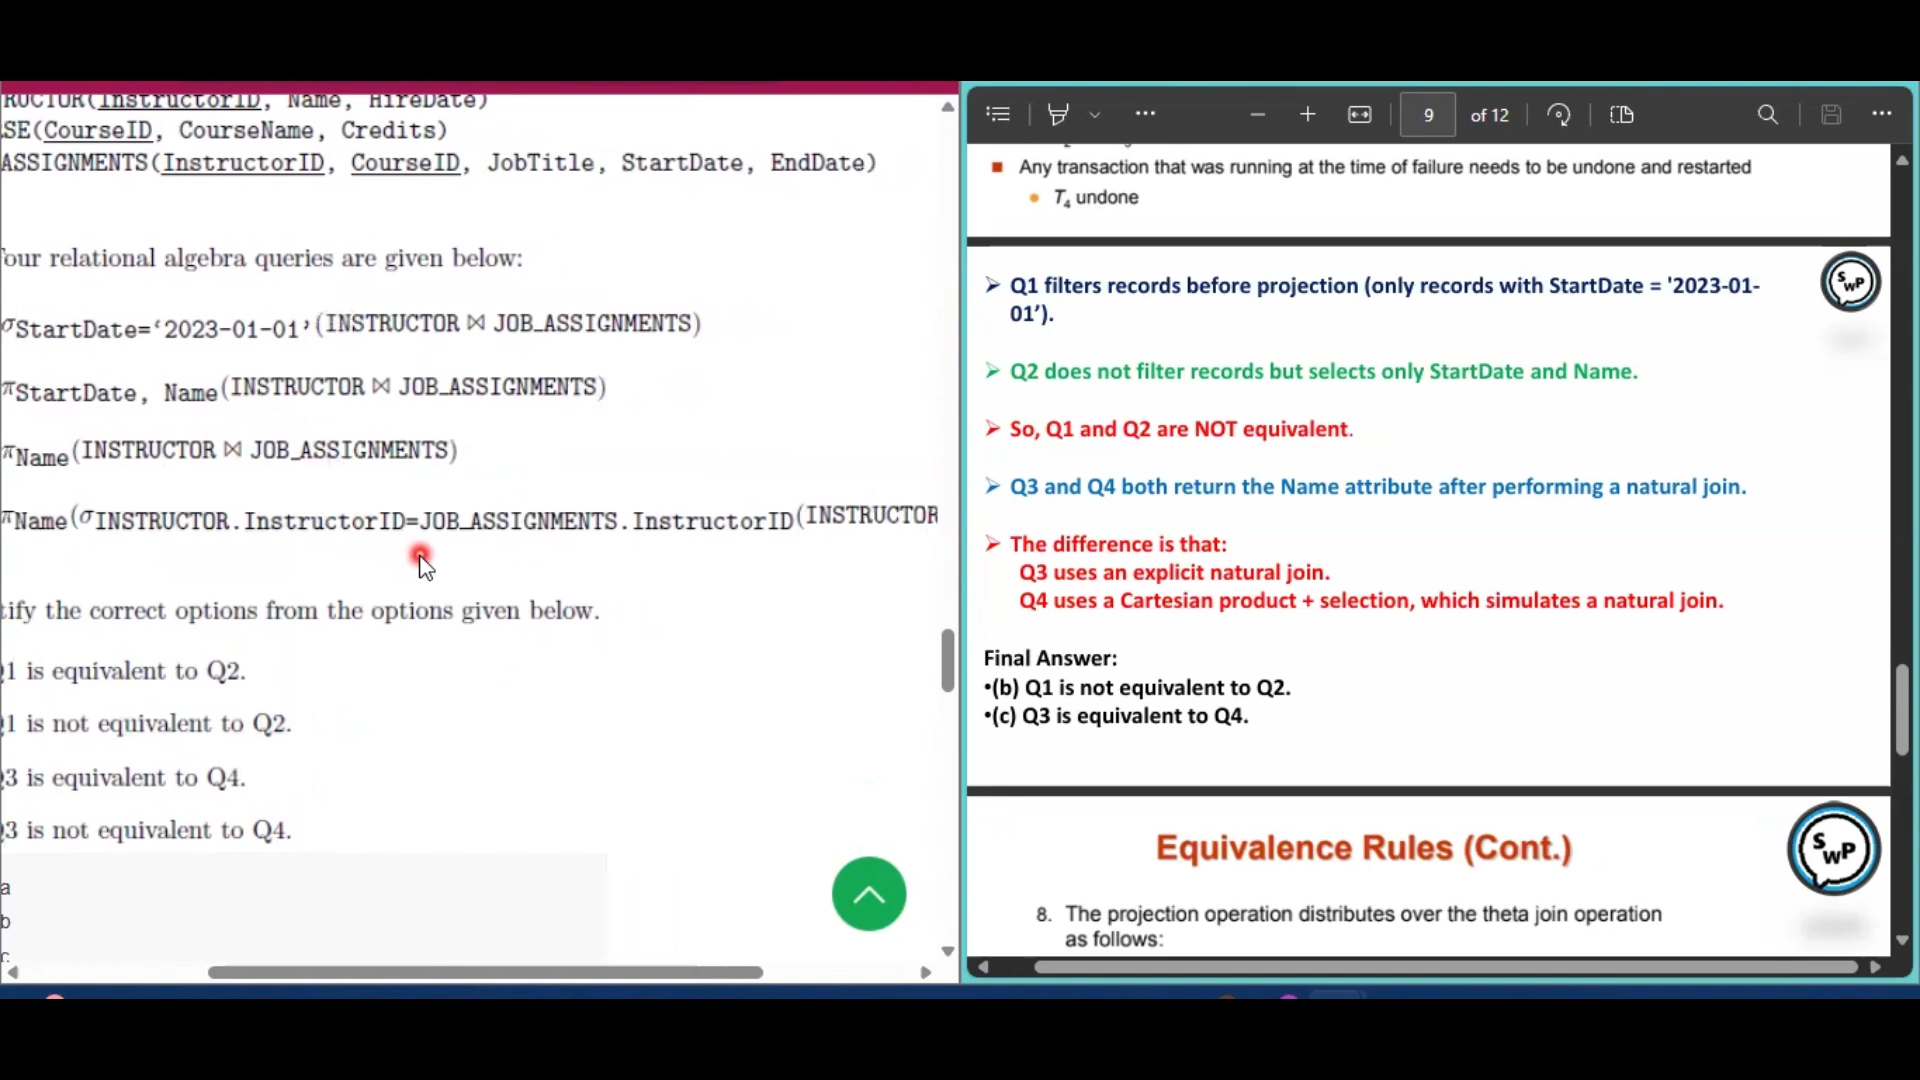 RUCTOR(InstructorID, Name, HireDate)
SE(CourseID, CourseName, Credits)
ASSIGNMENTS(InstructorID, CourseID, JobTitle, StartDate, EndDate)
four relational algebra queries are given below:
σStartDate=‘2023-01-01’(INSTRUCTOR ⋈ JOB_ASSIGNMENTS)
πStartDate, Name(INSTRUCTOR ⋈ JOB_ASSIGNMENTS)
πName(INSTRUCTOR ⋈ JOB_ASSIGNMENTS)
πName(σINSTRUCTOR.InstructorID=JOB_ASSIGNMENTS.InstructorID(INSTRUCTOR
tify the correct options from the options given below.
Q1 is equivalent to Q2.
Q1 is not equivalent to Q2.
Q3 is equivalent to Q4.
Q3 is not equivalent to Q4.
a
b
c
9 of 12
Any transaction that was running at the time of failure needs to be undone and restarted
T4 undone
SWP
➢ Q1 filters records before projection (only records with StartDate = '2023-01-
01’).
➢ Q2 does not filter records but selects only StartDate and Name.
➢ So, Q1 and Q2 are NOT equivalent.
➢ Q3 and Q4 both return the Name attribute after performing a natural join.
➢ The difference is that:
Q3 uses an explicit natural join.
Q4 uses a Cartesian product + selection, which simulates a natural join.
Final Answer:
•(b) Q1 is not equivalent to Q2.
•(c) Q3 is equivalent to Q4.
Equivalence Rules (Cont.)
SWP
8. The projection operation distributes over the theta join operation
as follows: